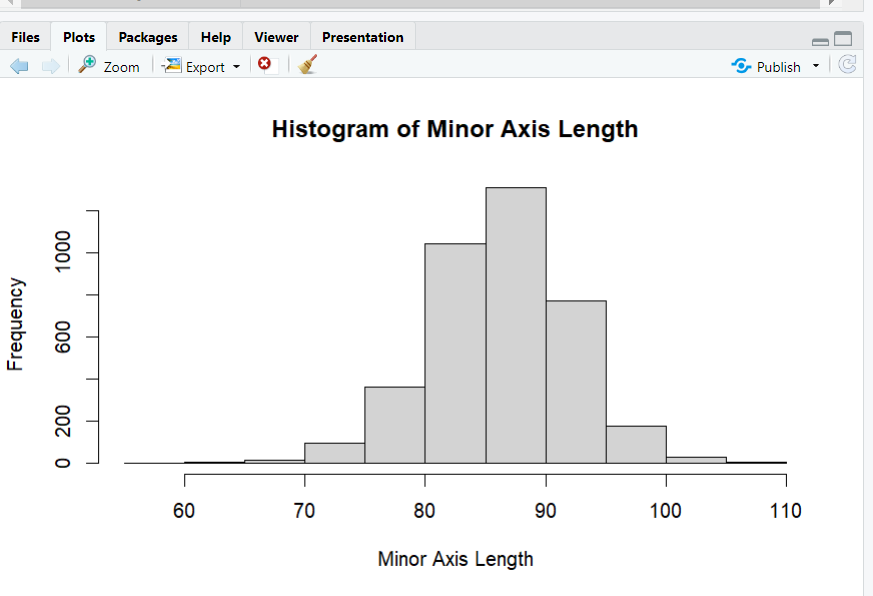 Files Plots Packages Help Viewer Presentation
Zoom Export Publish
Histogram of Minor Axis Length
Frequency
1000
600
200
0
60 70 80 90 100 110
Minor Axis Length